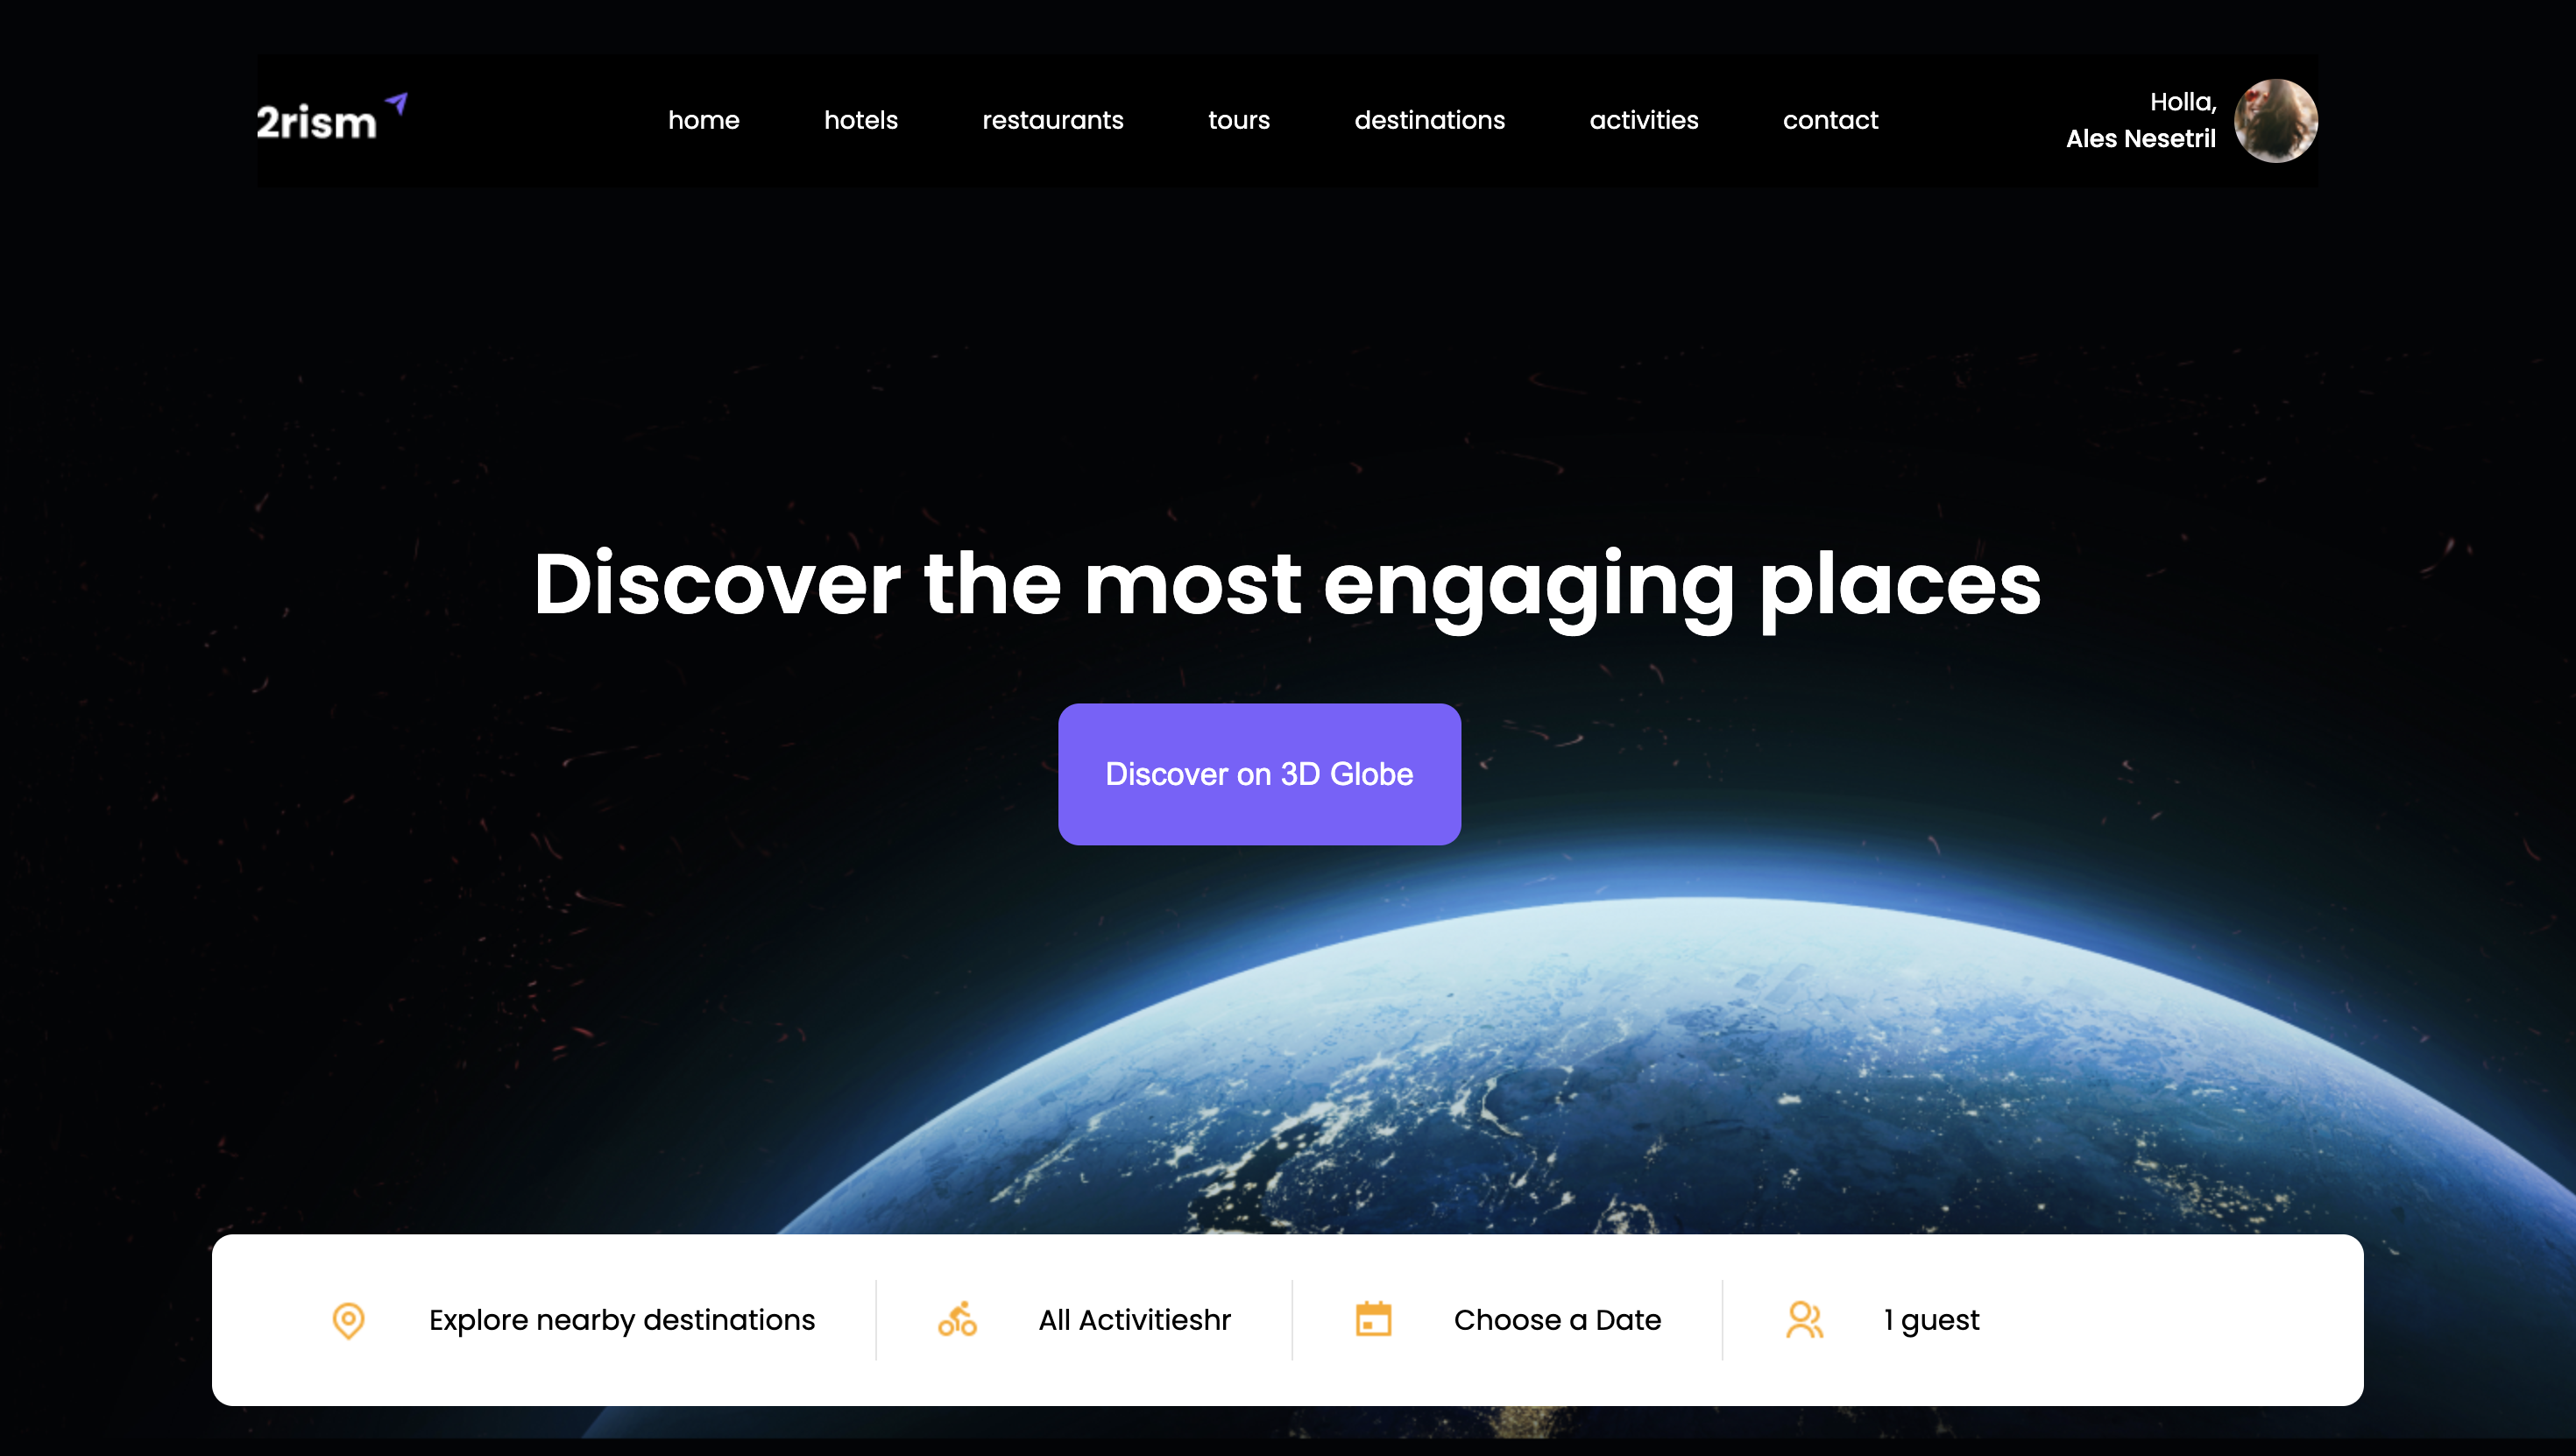 2rism
home hotels restaurants tours destinations activities contact
Holla,
Ales Nesetril
Discover the most engaging places
Discover on 3D Globe
Explore nearby destinations
All Activitieshr
Choose a Date
1 guest